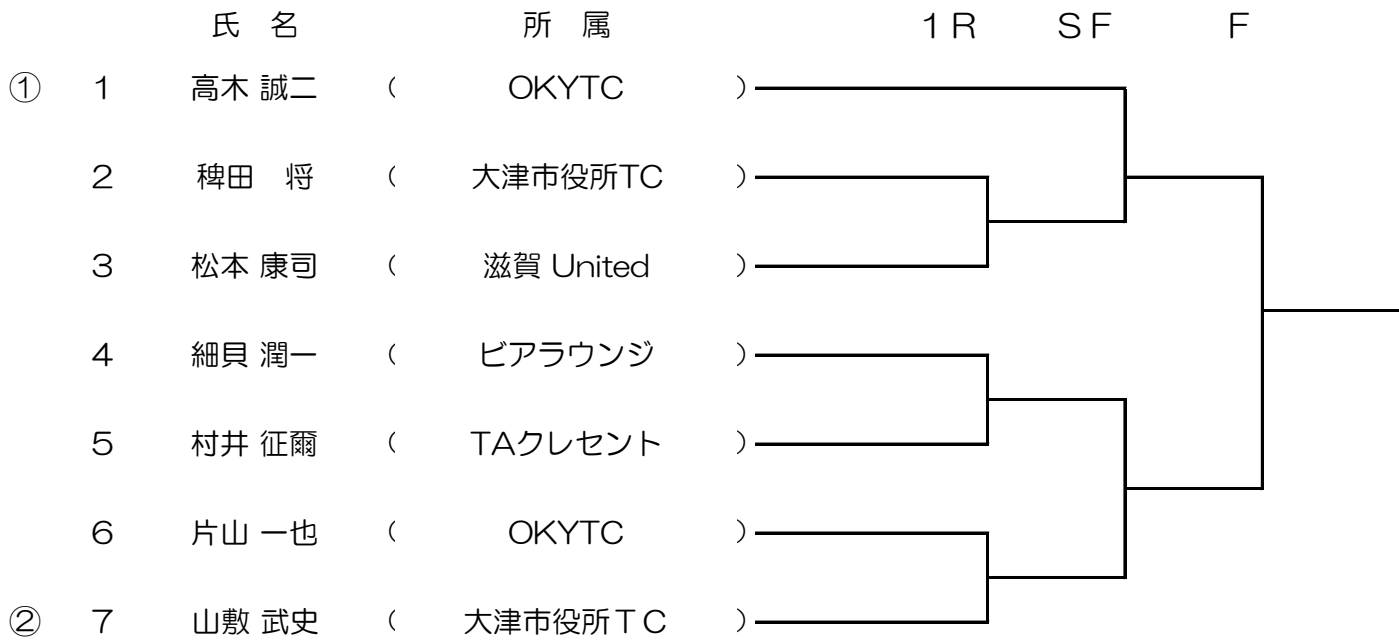 氏 名 所 属 1R SF F
① 1 高木 誠二 ( OKYTC )
2 稗田 将 ( 大津市役所TC )
3 松本 康司 ( 滋賀 United )
4 細貝 潤一 ( ビアラウンジ )
5 村井 征爾 ( TAクレセント )
6 片山 一也 ( OKYTC )
② 7 山敷 武史 ( 大津市役所TC )